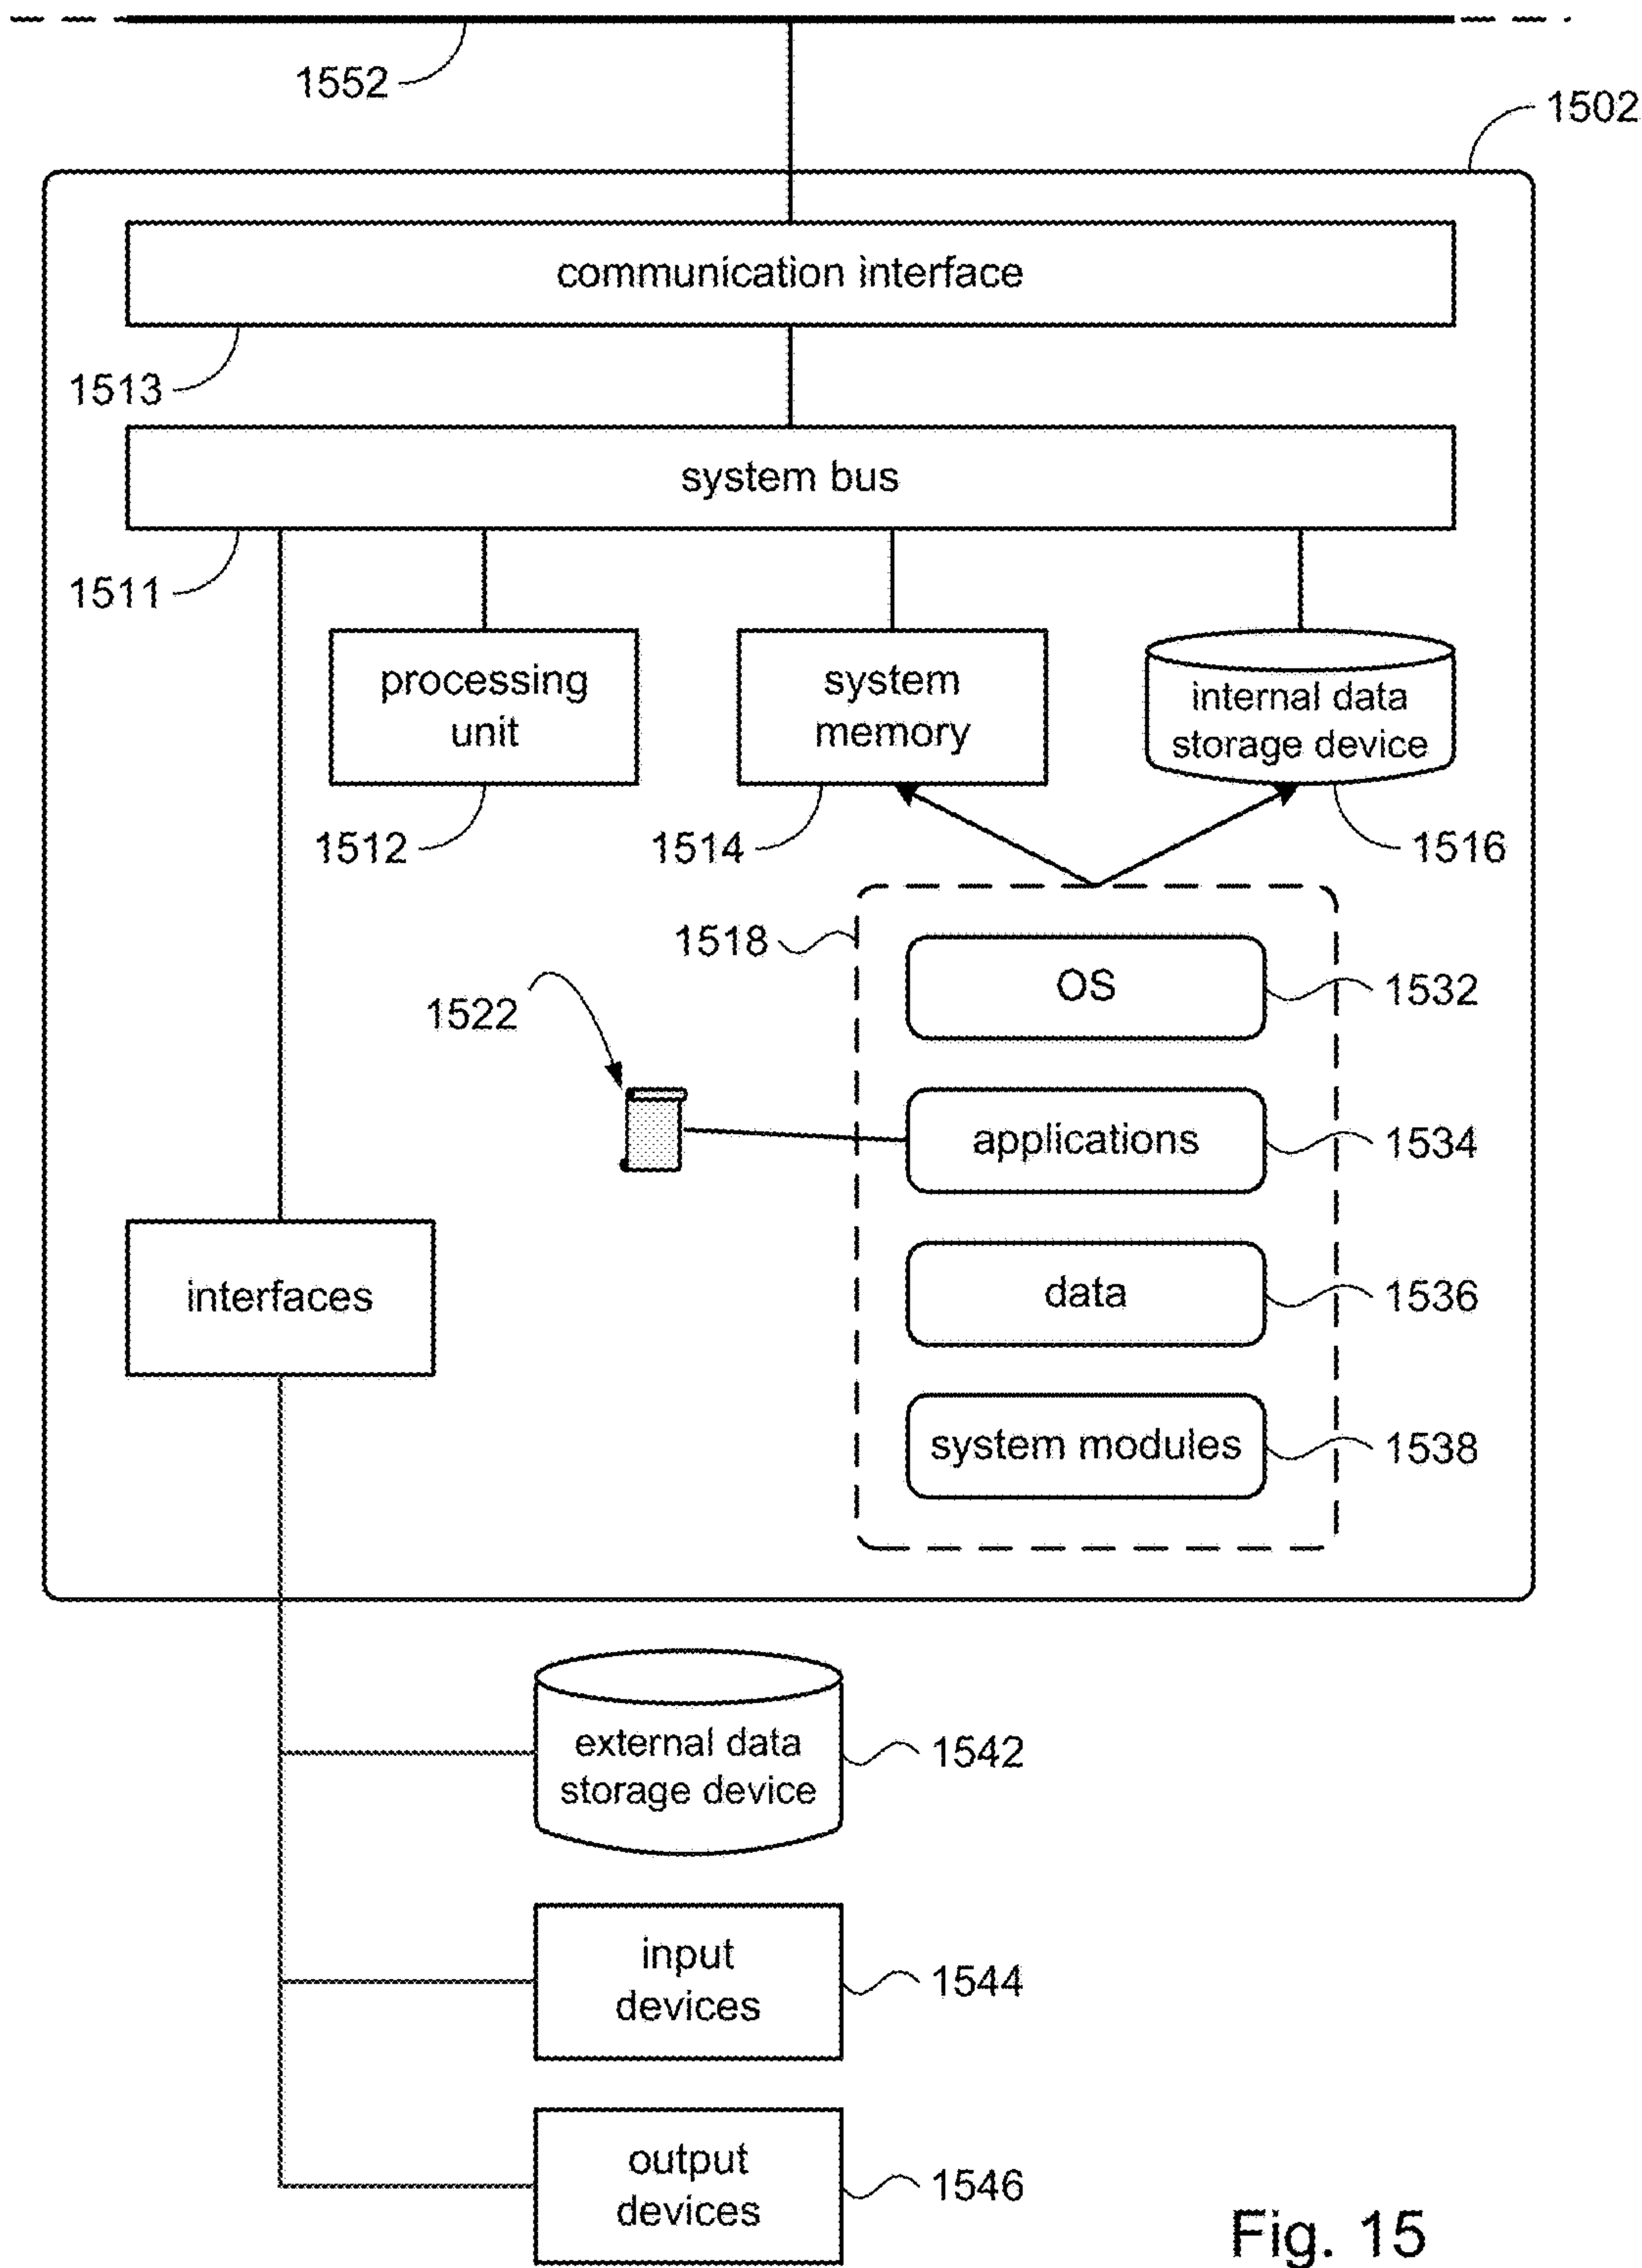 1552
1502
communication interface
1513
system bus
1511
processing
unit
system
memory
internal data
storage device
1512
1514
1516
1518
OS
1532
1522
applications
1534
interfaces
data
1536
system modules
1538
external data
storage device
1542
input
devices
1544
output
devices
1546
Fig. 15